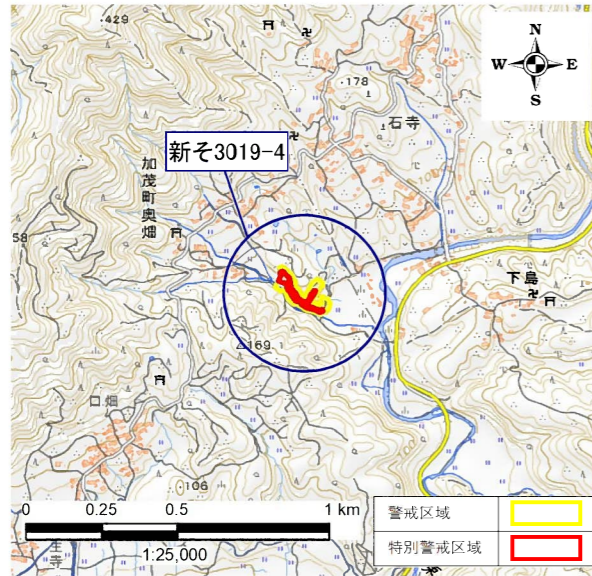 ・429
N
W E
S
・178
石寺
新そ3019-4
加茂町奥畑
58
下島
△169.1
口畑
・106
0 0.25 0.5 1 km
1:25,000
警戒区域
特別警戒区域